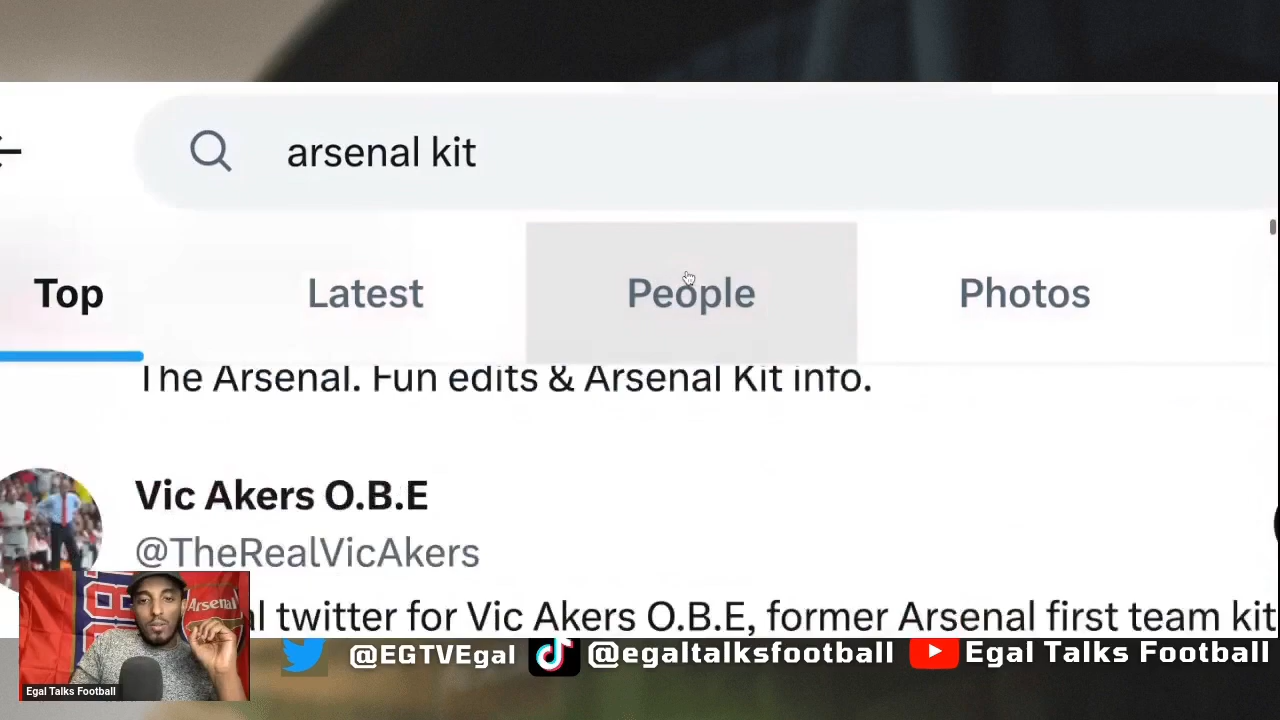 arsenal kit
Top
Latest
People
Photos
The Arsenal. Fun edits & Arsenal Kit info.
Vic Akers O.B.E
@TheRealVicAkers
l twitter for Vic Akers O.B.E, former Arsenal first team kit
Arsenal
Egal Talks Football
@EGTVEgal
@egaltalksfootball
Egal Talks Football